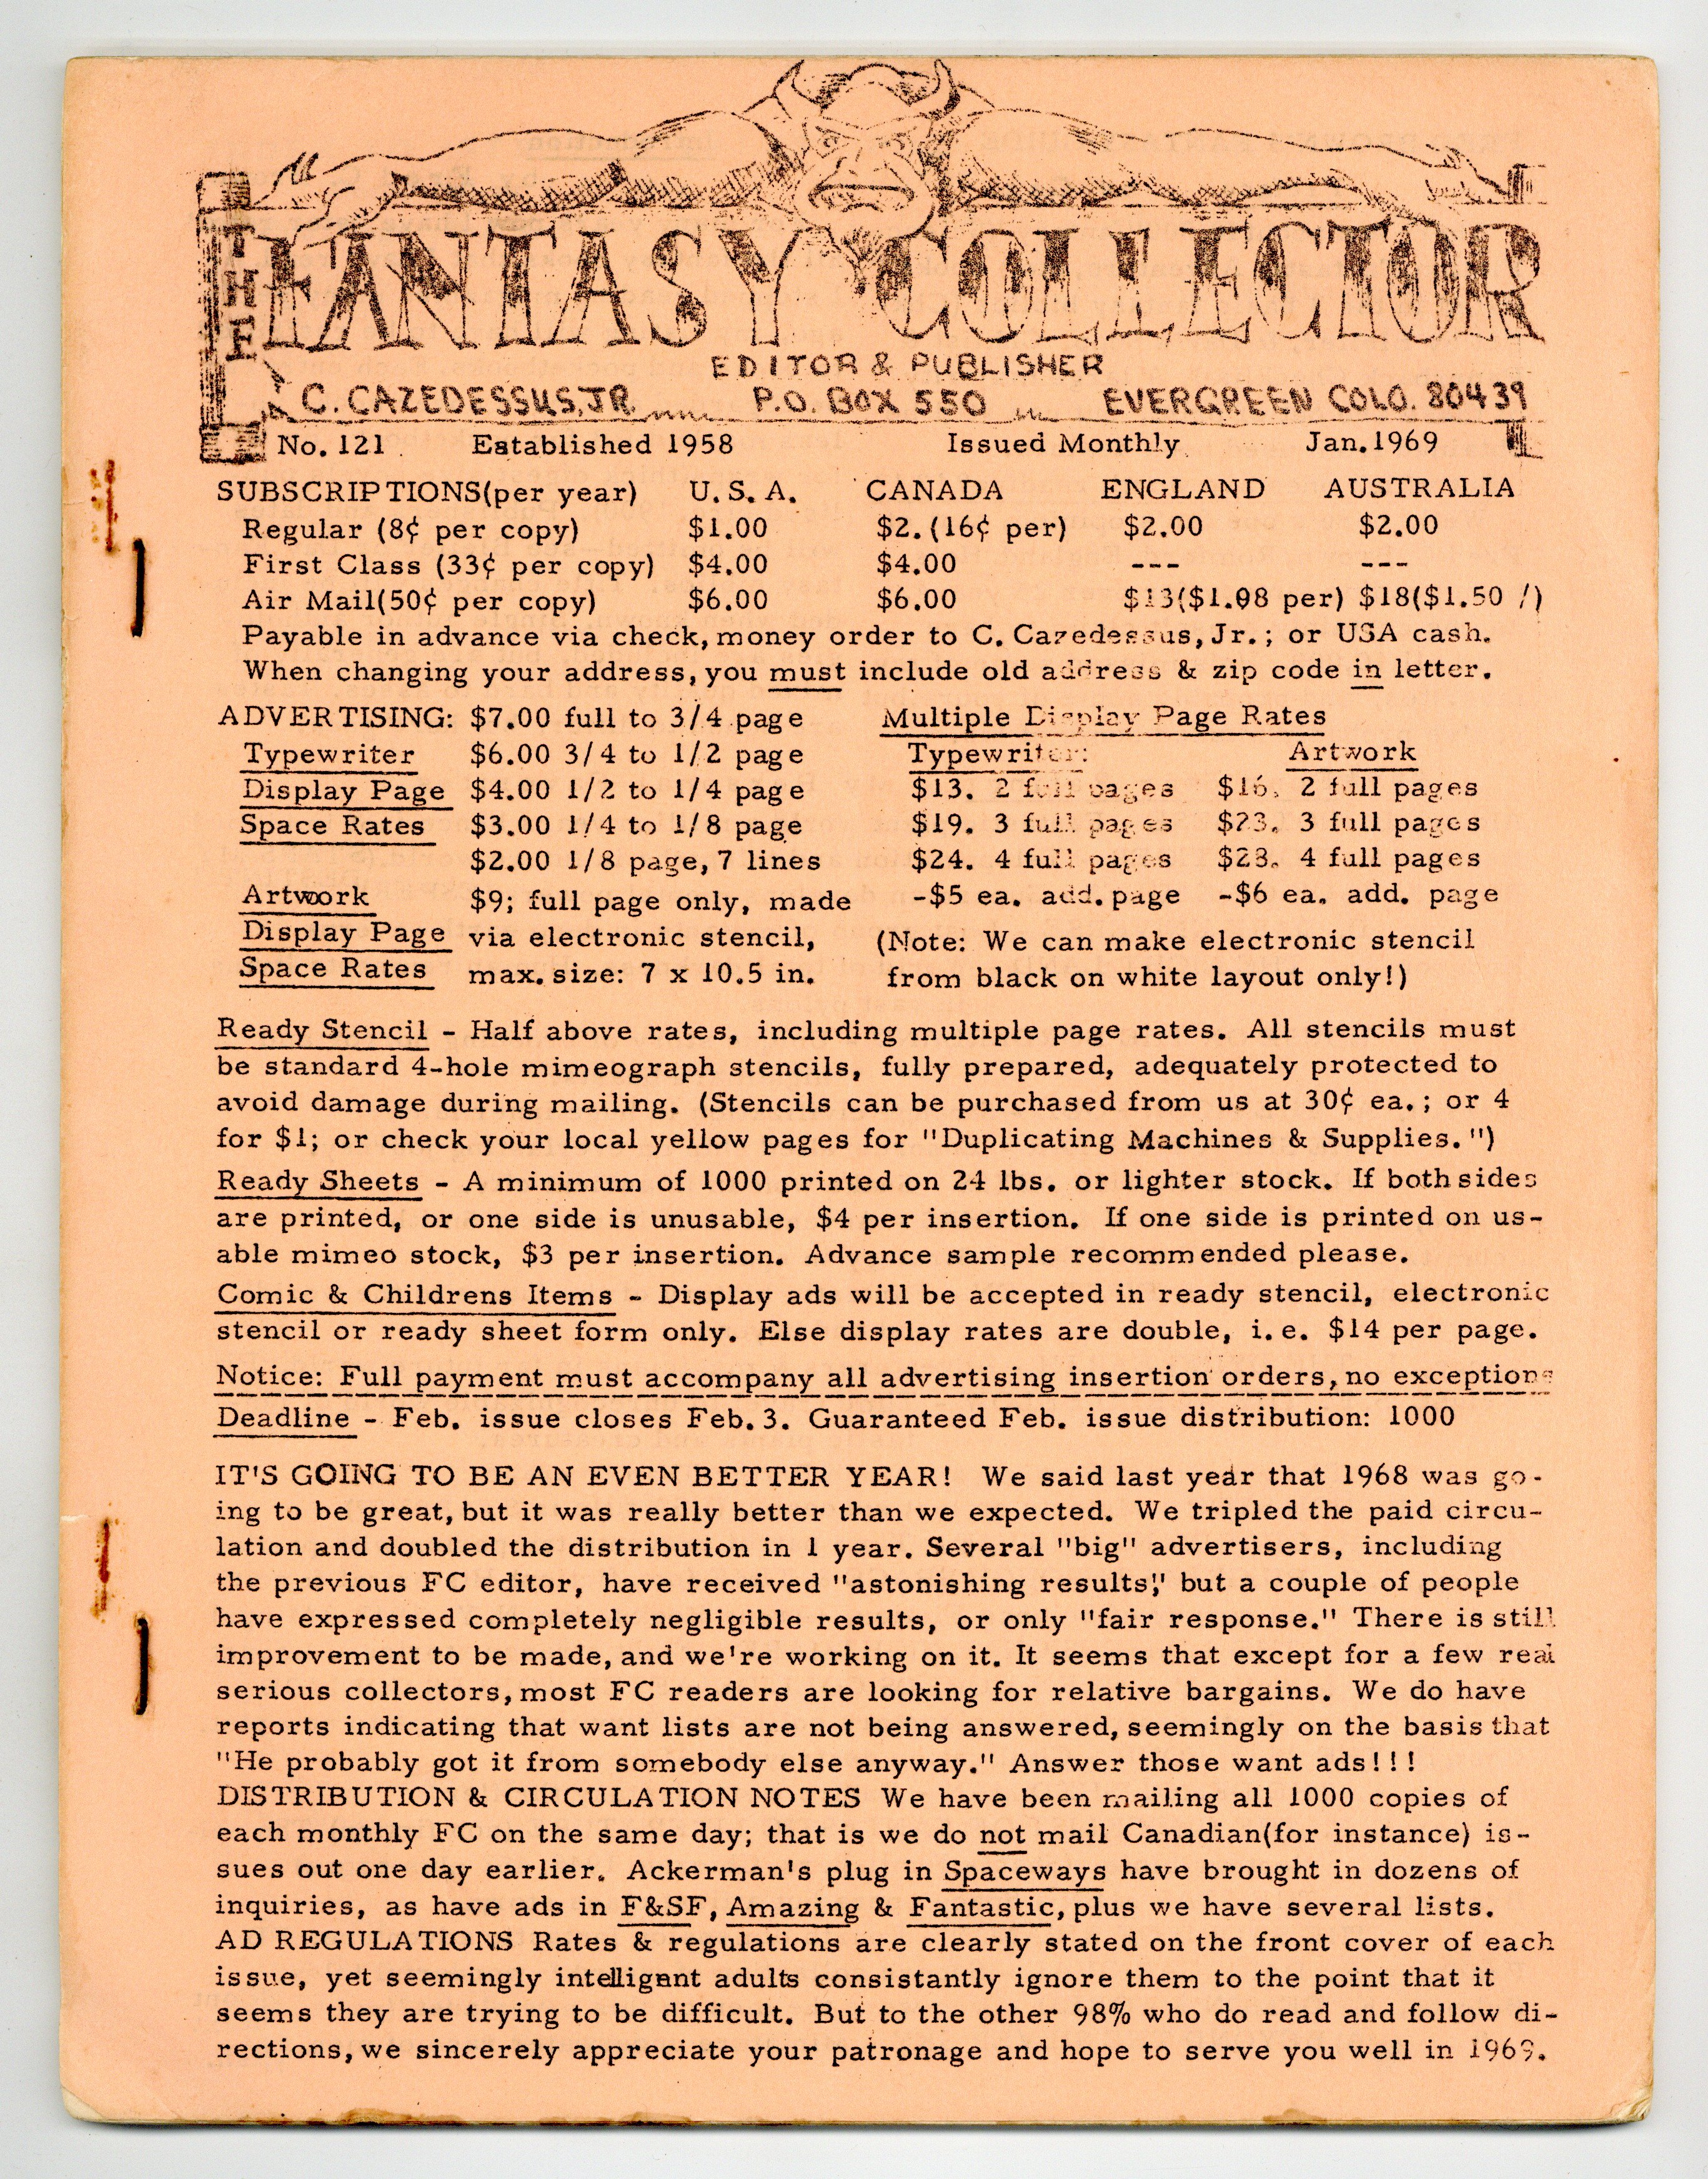 THE FANTASY COLLECTOR
EDITOR & PUBLISHER
C. CAZEDESSUS, JR. P.O. BOX 550 EVERGREEN COLO. 80439
No. 121 Established 1958 Issued Monthly Jan. 1969
SUBSCRIPTIONS(per year) U.S.A. CANADA ENGLAND AUSTRALIA
Regular (8¢ per copy) $1.00 $2.(16¢ per) $2.00 $2.00
First Class (33¢ per copy) $4.00 $4.00 --- ---
Air Mail(50¢ per copy) $6.00 $6.00 $13($1.08 per) $18($1.50 /)
Payable in advance via check, money order to C. Cazedessus, Jr.; or USA cash.
When changing your address, you must include old address & zip code in letter.
ADVERTISING: $7.00 full to 3/4 page Multiple Display Page Rates
Typewriter $6.00 3/4 to 1/2 page Typewriter: Artwork
Display Page $4.00 1/2 to 1/4 page $13. 2 full pages $16. 2 full pages
Space Rates $3.00 1/4 to 1/8 page $19. 3 full pages $23. 3 full pages
$2.00 1/8 page, 7 lines $24. 4 full pages $28. 4 full pages
Artwork $9; full page only, made -$5 ea. add. page -$6 ea. add. page
Display Page via electronic stencil, (Note: We can make electronic stencil
Space Rates max. size: 7 x 10.5 in. from black on white layout only!)
Ready Stencil - Half above rates, including multiple page rates. All stencils must
be standard 4-hole mimeograph stencils, fully prepared, adequately protected to
avoid damage during mailing. (Stencils can be purchased from us at 30¢ ea.; or 4
for $1; or check your local yellow pages for "Duplicating Machines & Supplies.")
Ready Sheets - A minimum of 1000 printed on 24 lbs. or lighter stock. If both sides
are printed, or one side is unusable, $4 per insertion. If one side is printed on us-
able mimeo stock, $3 per insertion. Advance sample recommended please.
Comic & Childrens Items - Display ads will be accepted in ready stencil, electronic
stencil or ready sheet form only. Else display rates are double, i.e. $14 per page.
Notice: Full payment must accompany all advertising insertion orders, no exceptions
Deadline - Feb. issue closes Feb. 3. Guaranteed Feb. issue distribution: 1000
IT'S GOING TO BE AN EVEN BETTER YEAR! We said last year that 1968 was go-
ing to be great, but it was really better than we expected. We tripled the paid circu-
lation and doubled the distribution in 1 year. Several "big" advertisers, including
the previous FC editor, have received "astonishing results," but a couple of people
have expressed completely negligible results, or only "fair response." There is still
improvement to be made, and we're working on it. It seems that except for a few real
serious collectors, most FC readers are looking for relative bargains. We do have
reports indicating that want lists are not being answered, seemingly on the basis that
"He probably got it from somebody else anyway." Answer those want ads!!!
DISTRIBUTION & CIRCULATION NOTES We have been mailing all 1000 copies of
each monthly FC on the same day; that is we do not mail Canadian(for instance) is-
sues out one day earlier. Ackerman's plug in Spaceways have brought in dozens of
inquiries, as have ads in F&SF, Amazing & Fantastic, plus we have several lists.
AD REGULATIONS Rates & regulations are clearly stated on the front cover of each
issue, yet seemingly intelligent adults consistantly ignore them to the point that it
seems they are trying to be difficult. But to the other 98% who do read and follow di-
rections, we sincerely appreciate your patronage and hope to serve you well in 1969.